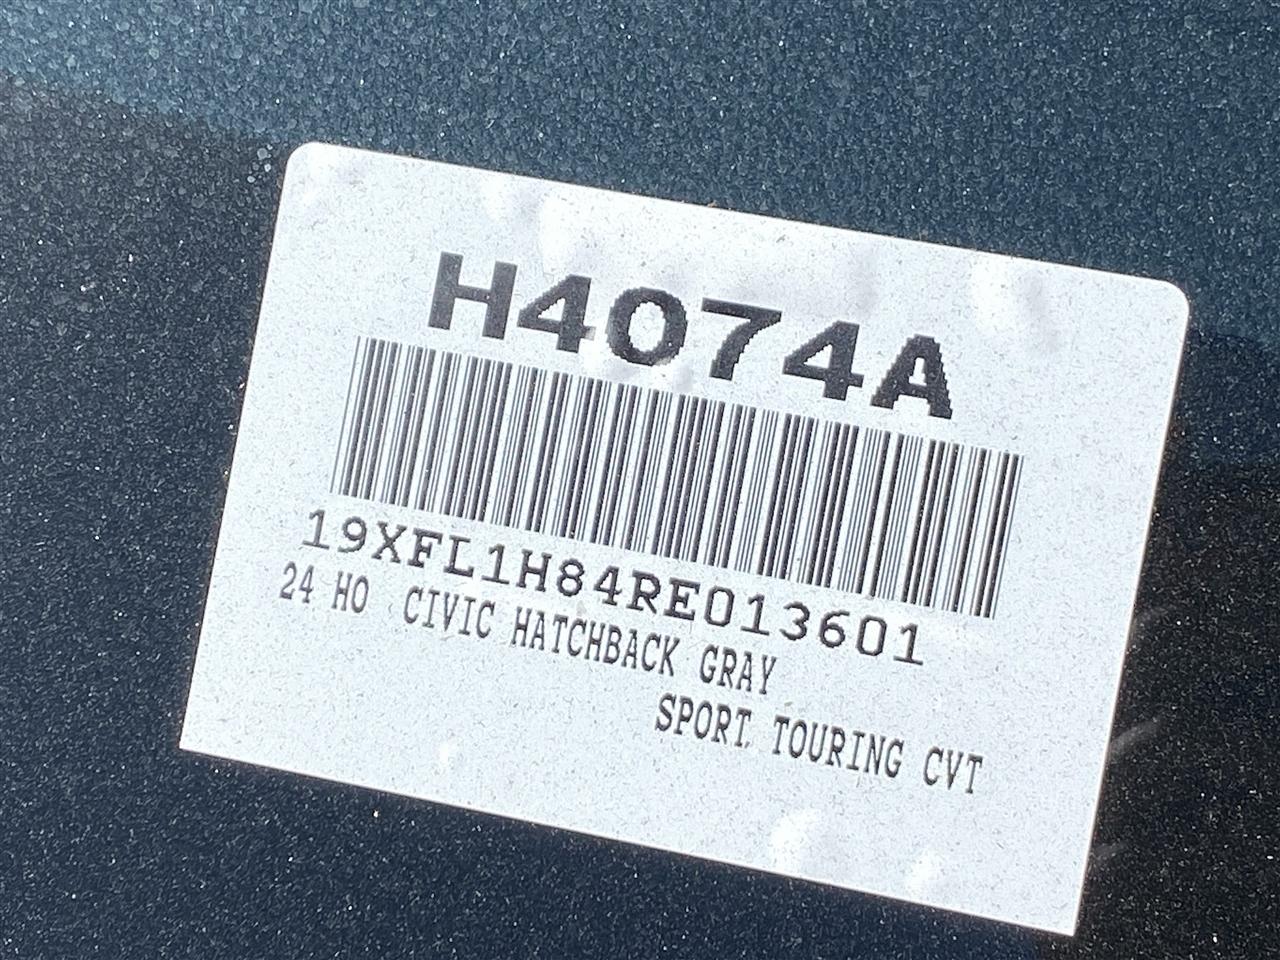 H4074A
19XFL1H84RE013601
24 HO CIVIC HATCHBACK GRAY
SPORT TOURING CVT